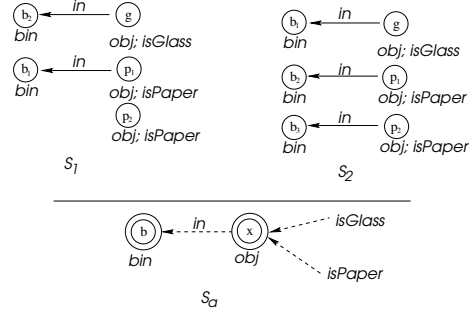 b₂ in g
bin obj; isGlass
b₁ in p₁
bin obj; isPaper
p₂
obj; isPaper
S₁
b₁ in g
bin obj; isGlass
b₂ in p₁
bin obj; isPaper
b₃ in p₂
bin obj; isPaper
S₂
b in x isGlass
bin obj
isPaper
Sₐ